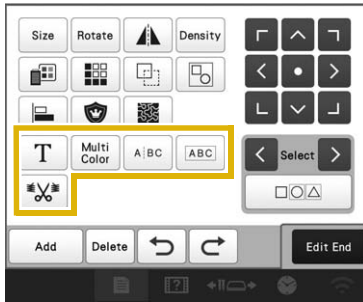 Size Rotate Density
T Multi Color A|BC ABC Select
Add Delete Edit End
[?]